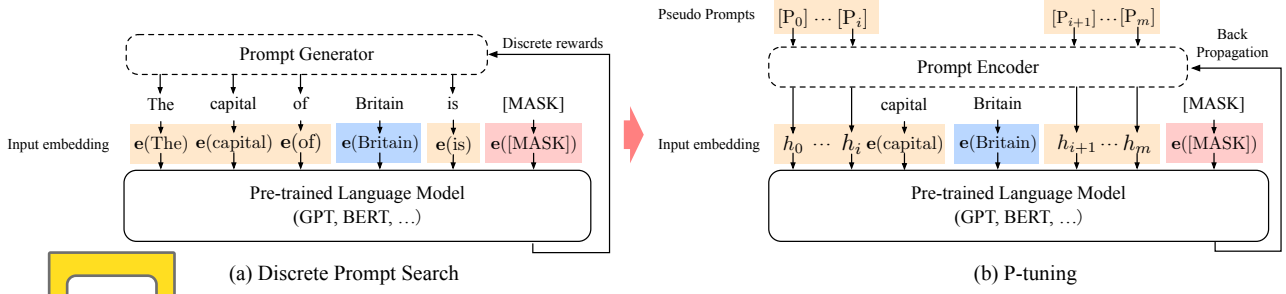 Discrete rewards
Prompt Generator
The capital of Britain is [MASK]
Input embedding e(The) e(capital) e(of) e(Britain) e(is) e([MASK])
Pre-trained Language Model
(GPT, BERT, …)
(a) Discrete Prompt Search
Pseudo Prompts [P₀] ⋯ [Pᵢ] [Pᵢ₊₁] ⋯ [Pₘ]
Back
Propagation
Prompt Encoder
capital Britain [MASK]
Input embedding h₀ ⋯ hᵢ e(capital) e(Britain) hᵢ₊₁ ⋯ hₘ e([MASK])
Pre-trained Language Model
(GPT, BERT, …)
(b) P-tuning